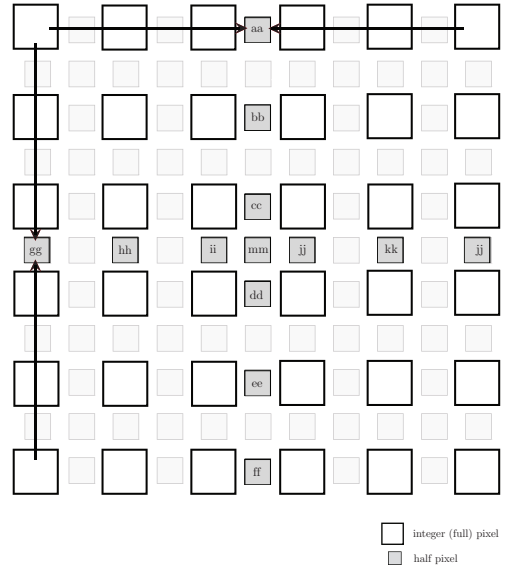 aa
bb
cc
gg hh ii mm jj kk jj
dd
ee
ff
integer (full) pixel
half pixel